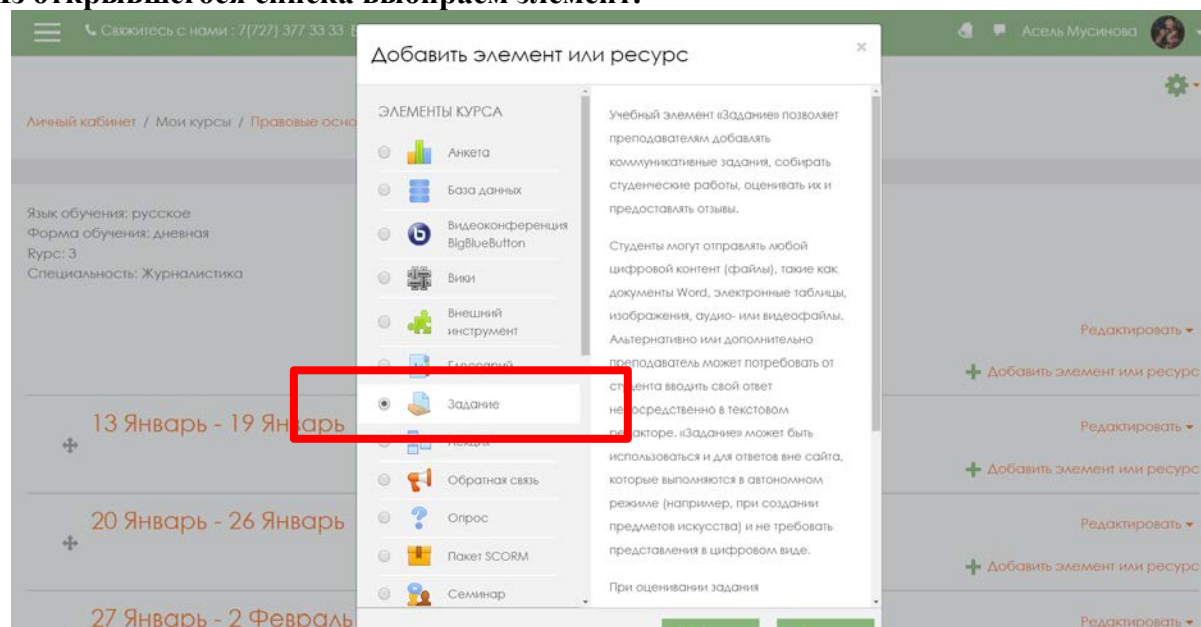 Из открывшегося списка выбираем элемент:
Свяжитесь с нами : 7(727) 377 33 33
Асель Мусинова
Добавить элемент или ресурс
×
Личный кабинет / Мои курсы / Правовые осно
Язык обучения: русское
Форма обучения: дневная
Курс: 3
Специальность: Журналистика
ЭЛЕМЕНТЫ КУРСА
Анкета
База данных
Видеоконференция
BigBlueButton
Вики
Внешний
инструмент
Глоссарий
Задание
Лекция
Обратная связь
Опрос
Пакет SCORM
Семинар
Учебный элемент «Задание» позволяет
преподавателям добавлять
коммуникативные задания, собирать
студенческие работы, оценивать их и
предоставлять отзывы.
Студенты могут отправлять любой
цифровой контент (файлы), такие как
документы Word, электронные таблицы,
изображения, аудио- или видеофайлы.
Альтернативно или дополнительно
преподаватель может потребовать от
студента вводить свой ответ
непосредственно в текстовом
редакторе. «Задание» может быть
использоваться и для ответов вне сайта,
которые выполняются в автономном
режиме (например, при создании
предметов искусства) и не требовать
представления в цифровом виде.
При оценивании задания
Редактировать
Добавить элемент или ресурс
13 Январь - 19 Январь
Редактировать
Добавить элемент или ресурс
20 Январь - 26 Январь
Редактировать
Добавить элемент или ресурс
27 Январь - 2 Февраль
Редактировать